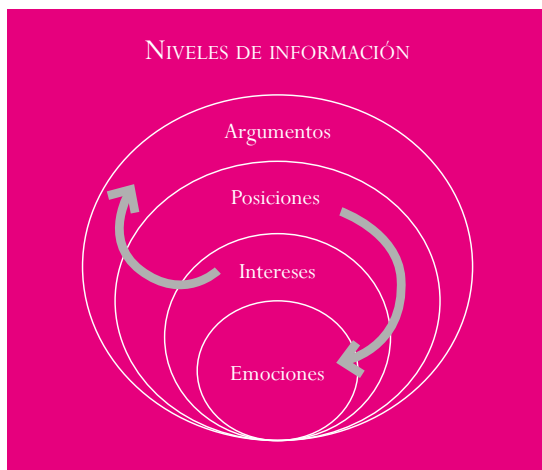 NIVELES DE INFORMACIÓN
Argumentos
Posiciones
Intereses
Emociones